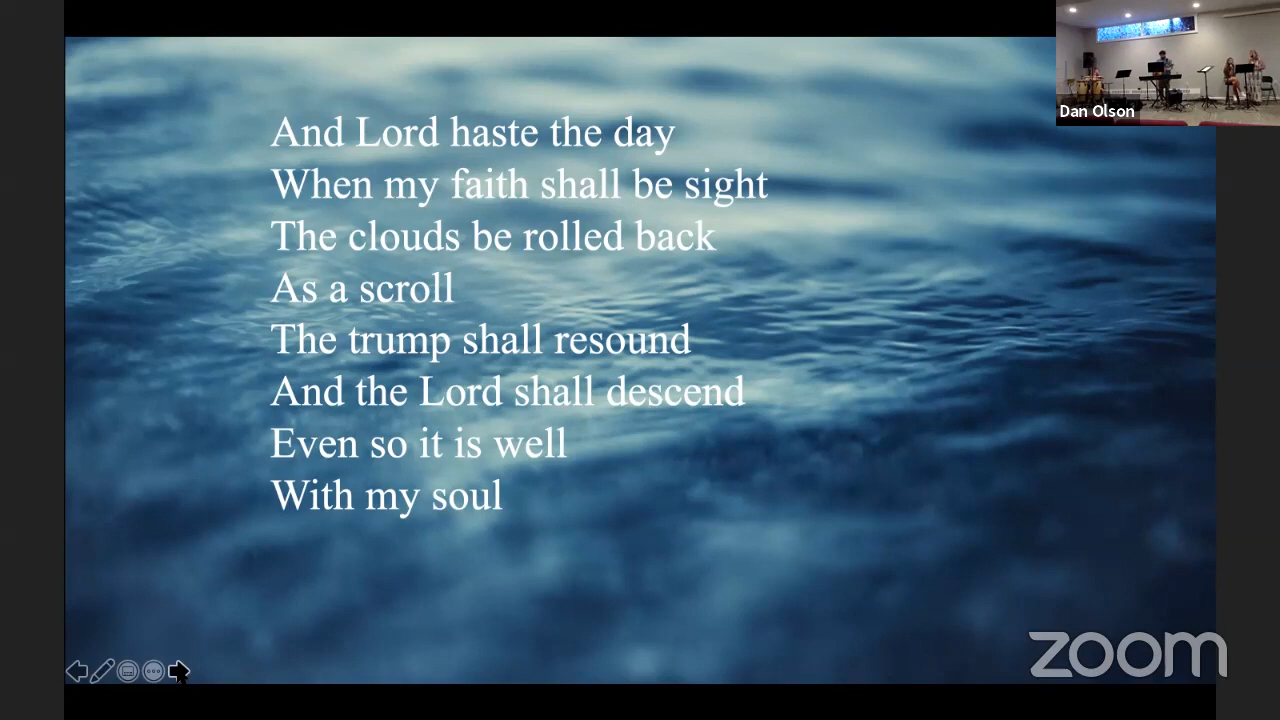 And Lord haste the day
When my faith shall be sight
The clouds be rolled back
As a scroll
The trump shall resound
And the Lord shall descend
Even so it is well
With my soul
Dan Olson
zoom